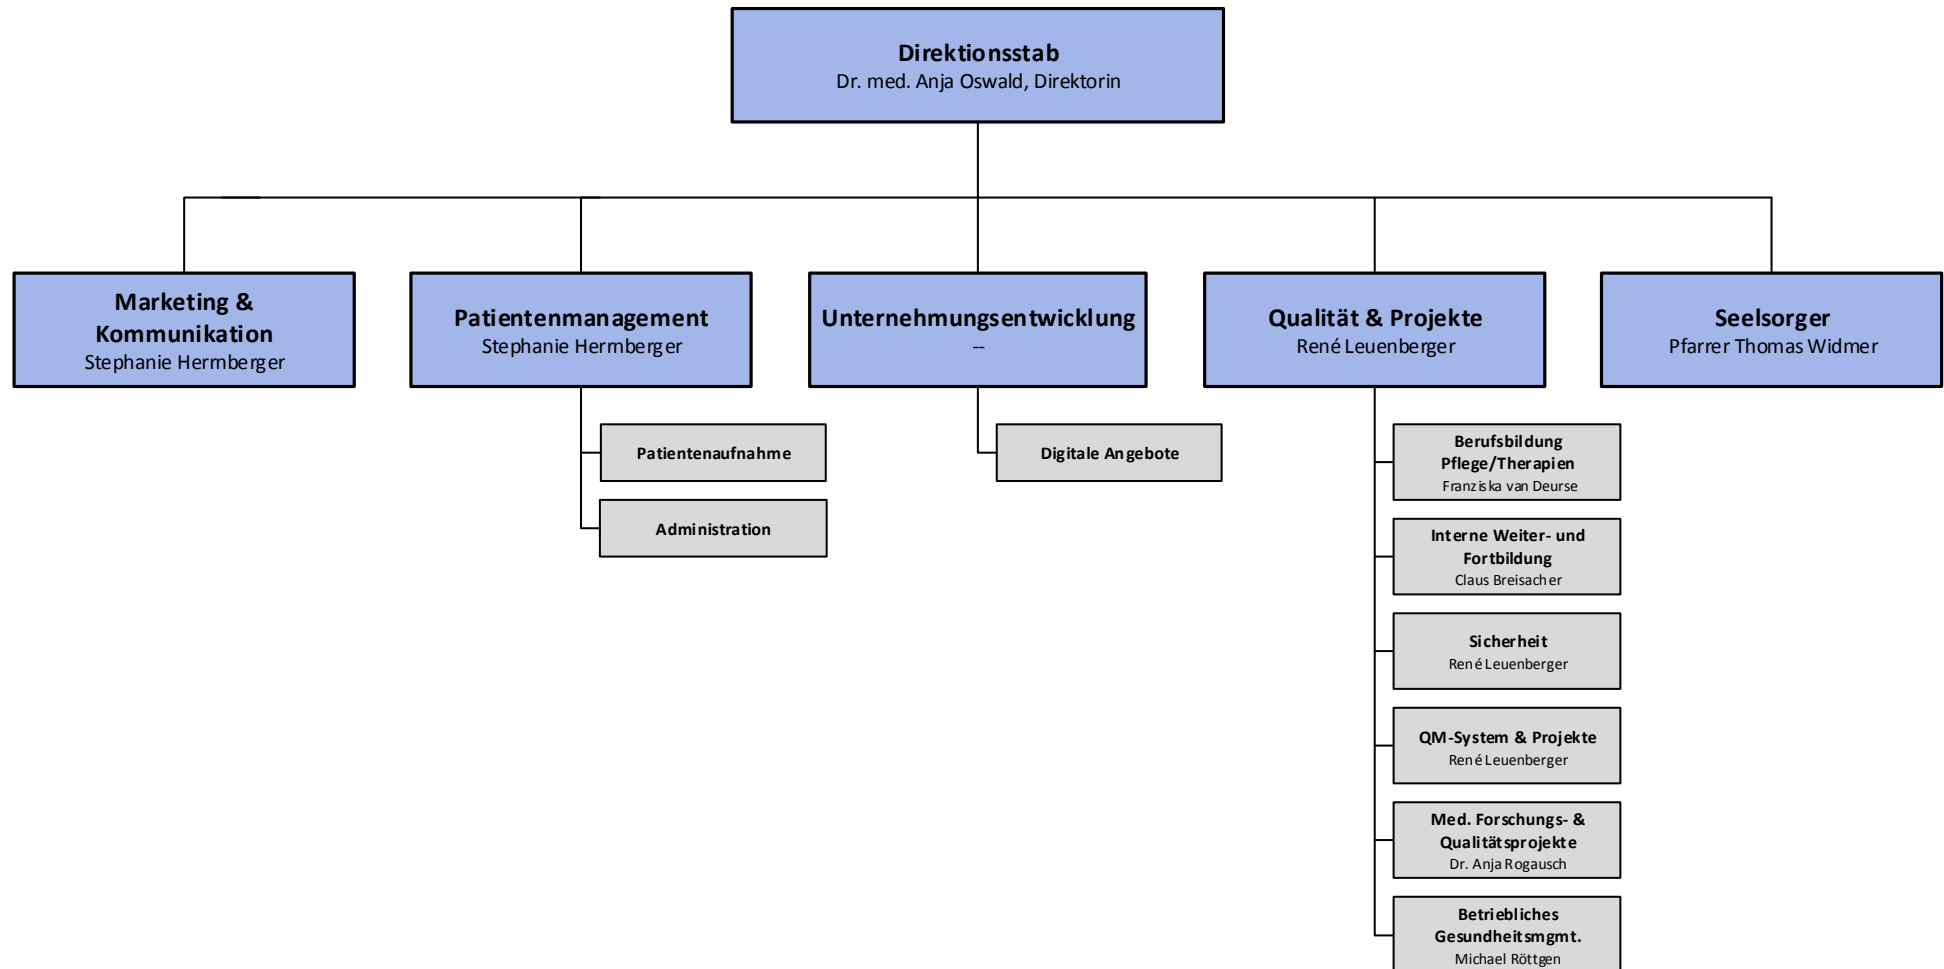 Direktionsstab
Dr. med. Anja Oswald, Direktorin
Marketing &
Kommunikation
Stephanie Hermberger
Patientenmanagement
Stephanie Hermberger
Unternehmungsentwicklung
--
Qualität & Projekte
René Leuenberger
Seelsorger
Pfarrer Thomas Widmer
Patientenaufnahme
Administration
Digitale Angebote
Berufsbildung
Pflege/Therapien
Franziska van Deurse
Interne Weiter- und
Fortbildung
Claus Breisacher
Sicherheit
René Leuenberger
QM-System & Projekte
René Leuenberger
Med. Forschungs- &
Qualitätsprojekte
Dr. Anja Rogausch
Betriebliches
Gesundheitsmgmt.
Michael Röttgen